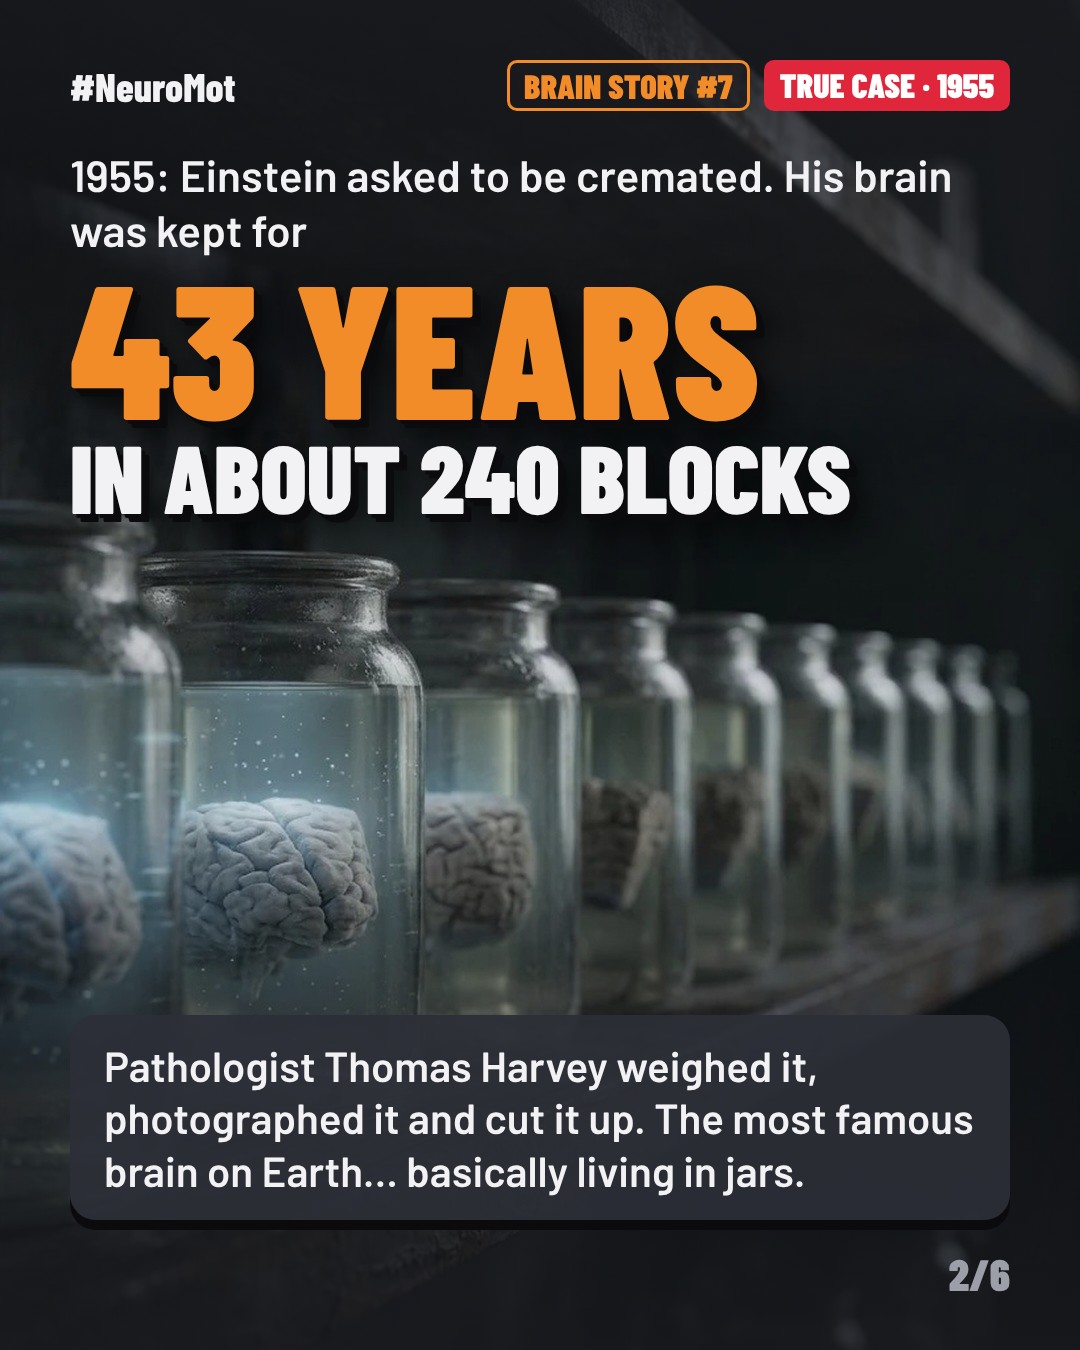 #NeuroMot
BRAIN STORY #7
TRUE CASE · 1955
1955: Einstein asked to be cremated. His brain
was kept for
43 YEARS
IN ABOUT 240 BLOCKS
Pathologist Thomas Harvey weighed it,
photographed it and cut it up. The most famous
brain on Earth... basically living in jars.
2/6